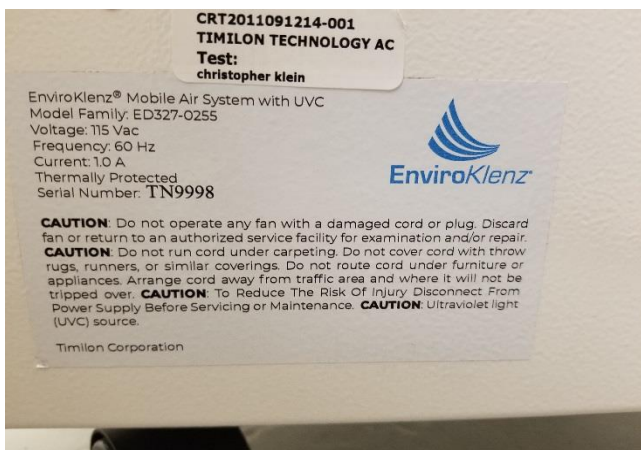 CRT2011091214-001
TIMILON TECHNOLOGY AC
Test:
christopher klein
EnviroKlenz® Mobile Air System with UVC
Model Family: ED327-0255
Voltage: 115 Vac
Frequency: 60 Hz
Current: 1.0 A
Thermally Protected
Serial Number: TN9998
EnviroKlenz
CAUTION: Do not operate any fan with a damaged cord or plug. Discard
fan or return to an authorized service facility for examination and/or repair.
CAUTION: Do not run cord under carpeting. Do not cover cord with throw
rugs, runners, or similar coverings. Do not route cord under furniture or
appliances. Arrange cord away from traffic area and where it will not be
tripped over. CAUTION: To Reduce The Risk Of Injury Disconnect From
Power Supply Before Servicing or Maintenance. CAUTION: Ultraviolet light
(UVC) source.
Timilon Corporation